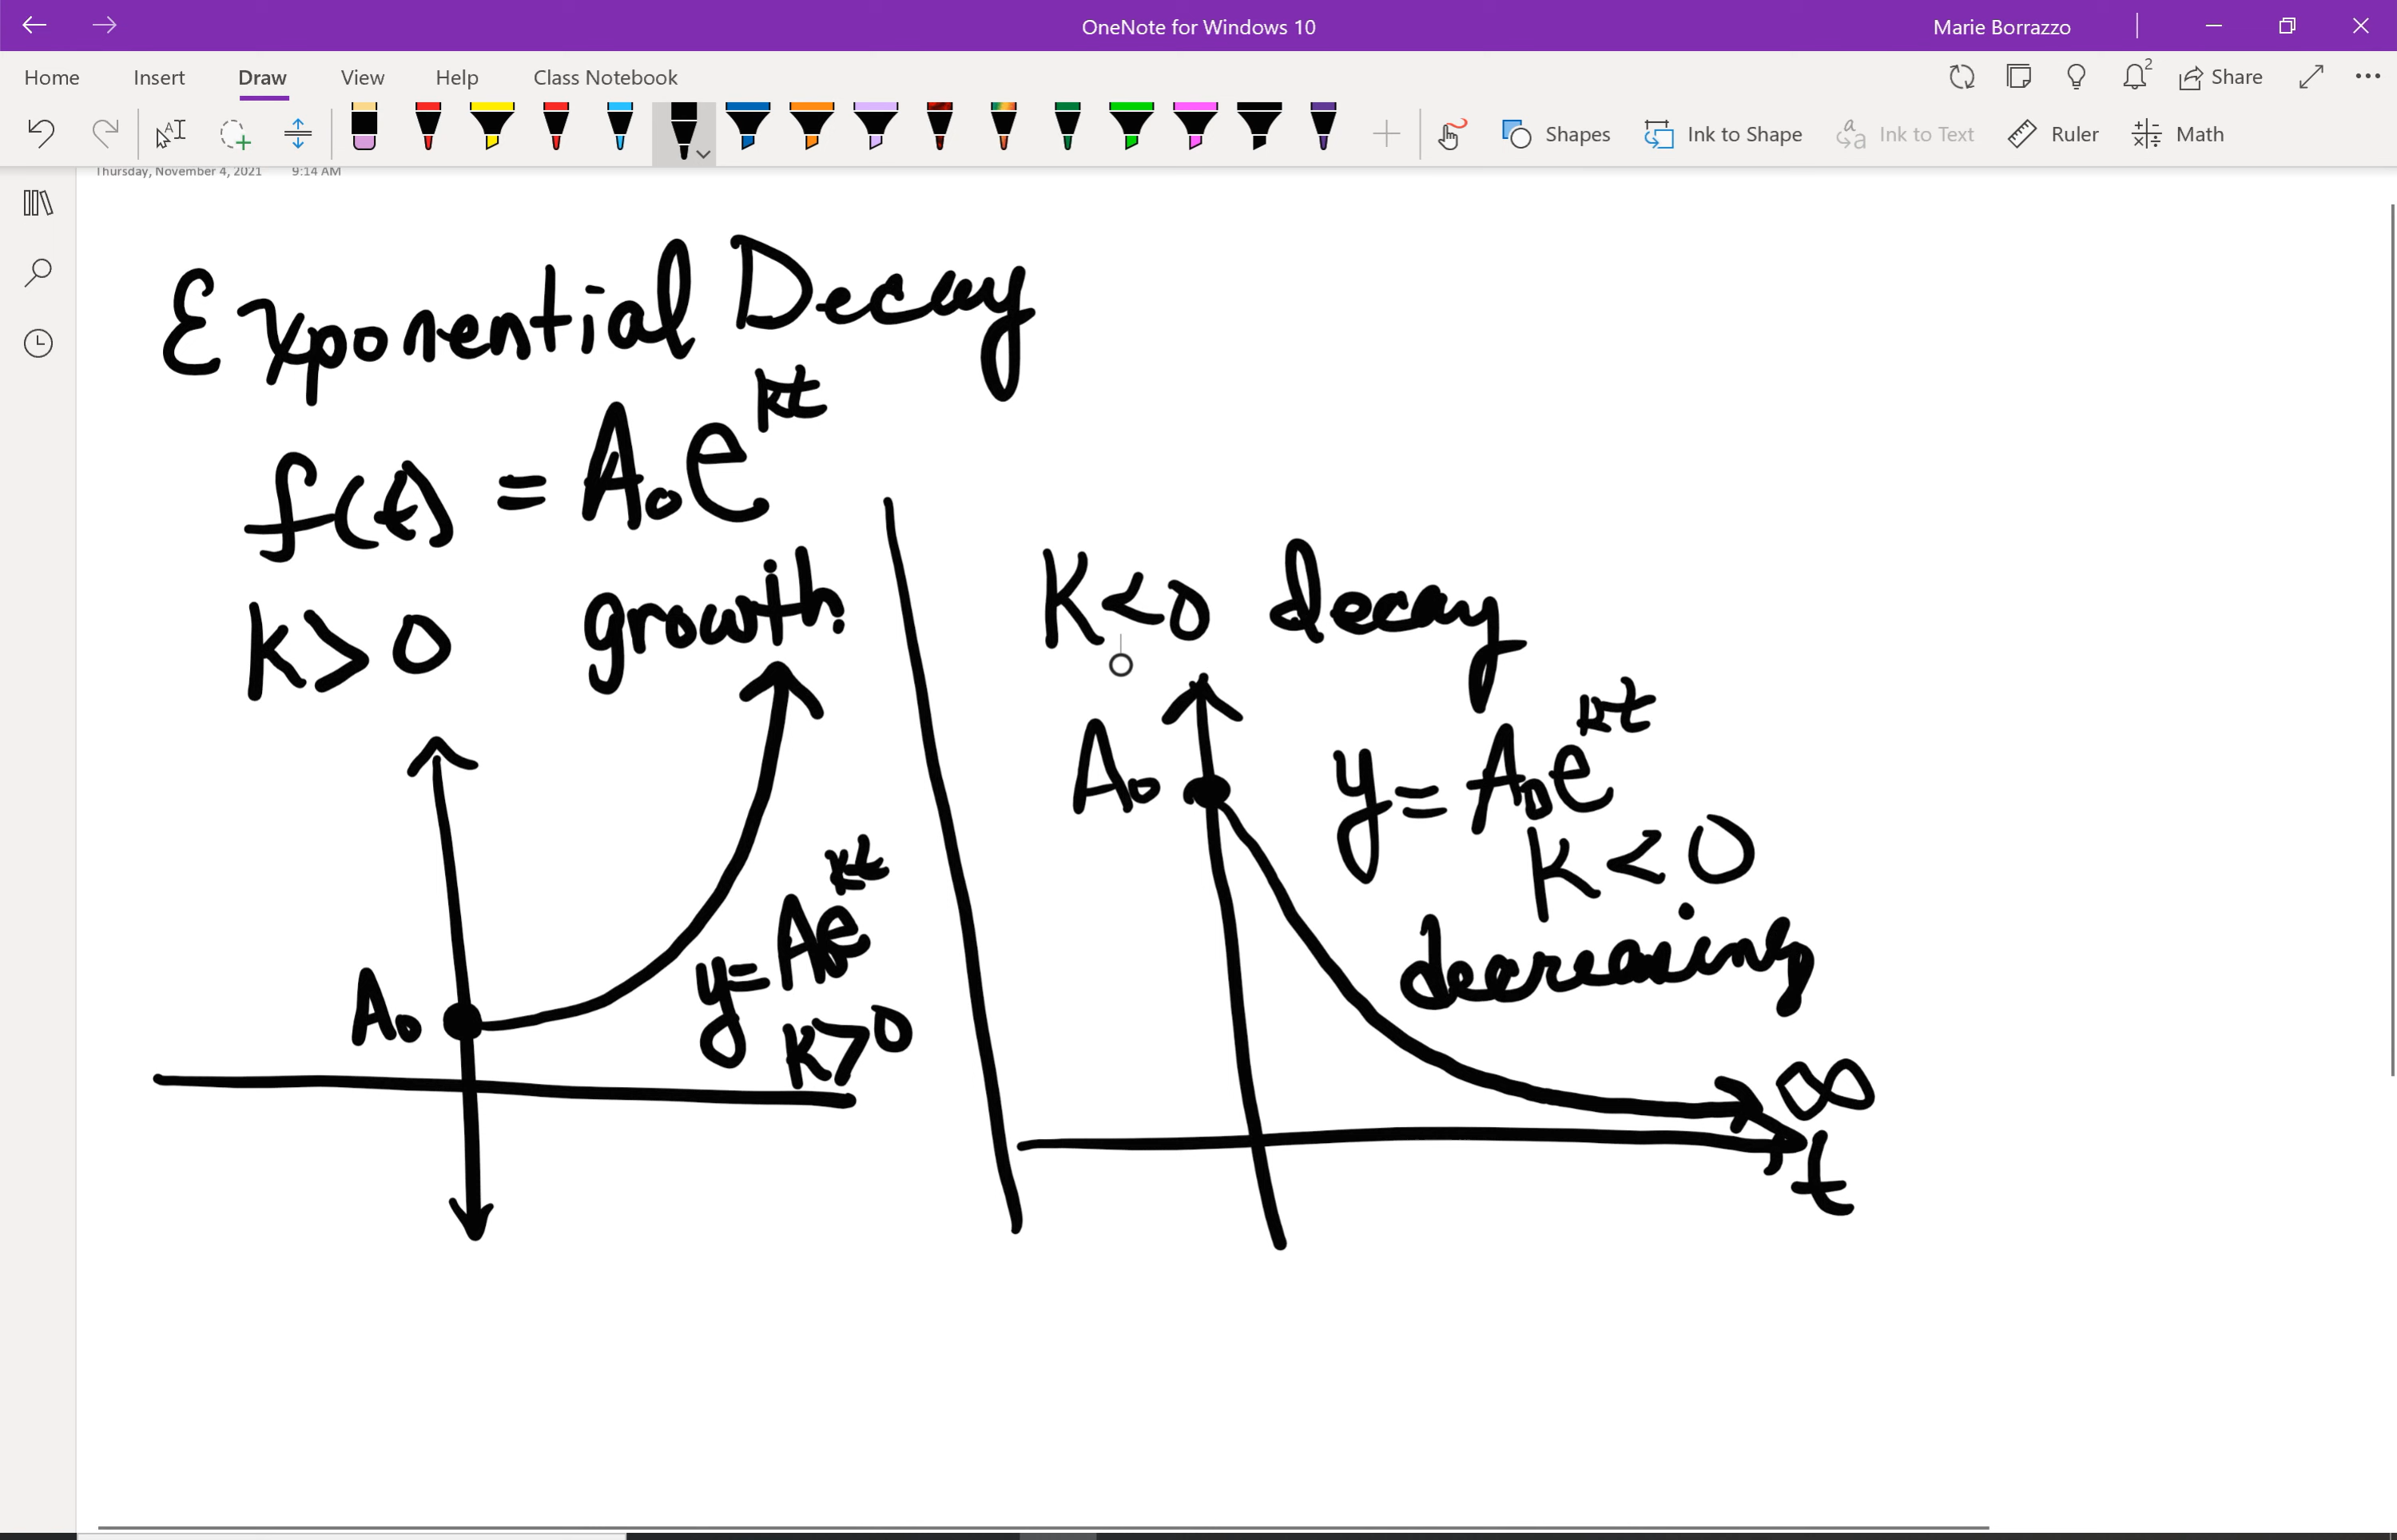 OneNote for Windows 10
Marie Borrazzo
Home Insert Draw View Help Class Notebook
2 Share
Shapes Ink to Shape Ink to Text Ruler Math
Thursday, November 4, 2021 9:14 AM
Exponential Decay
f(t) = A₀e^kt
k>0 growth
A₀
y=A₀e^kt
k>0
K<0 decay
A₀
y=A₀e^kt
k<0
decreasing
∞
t